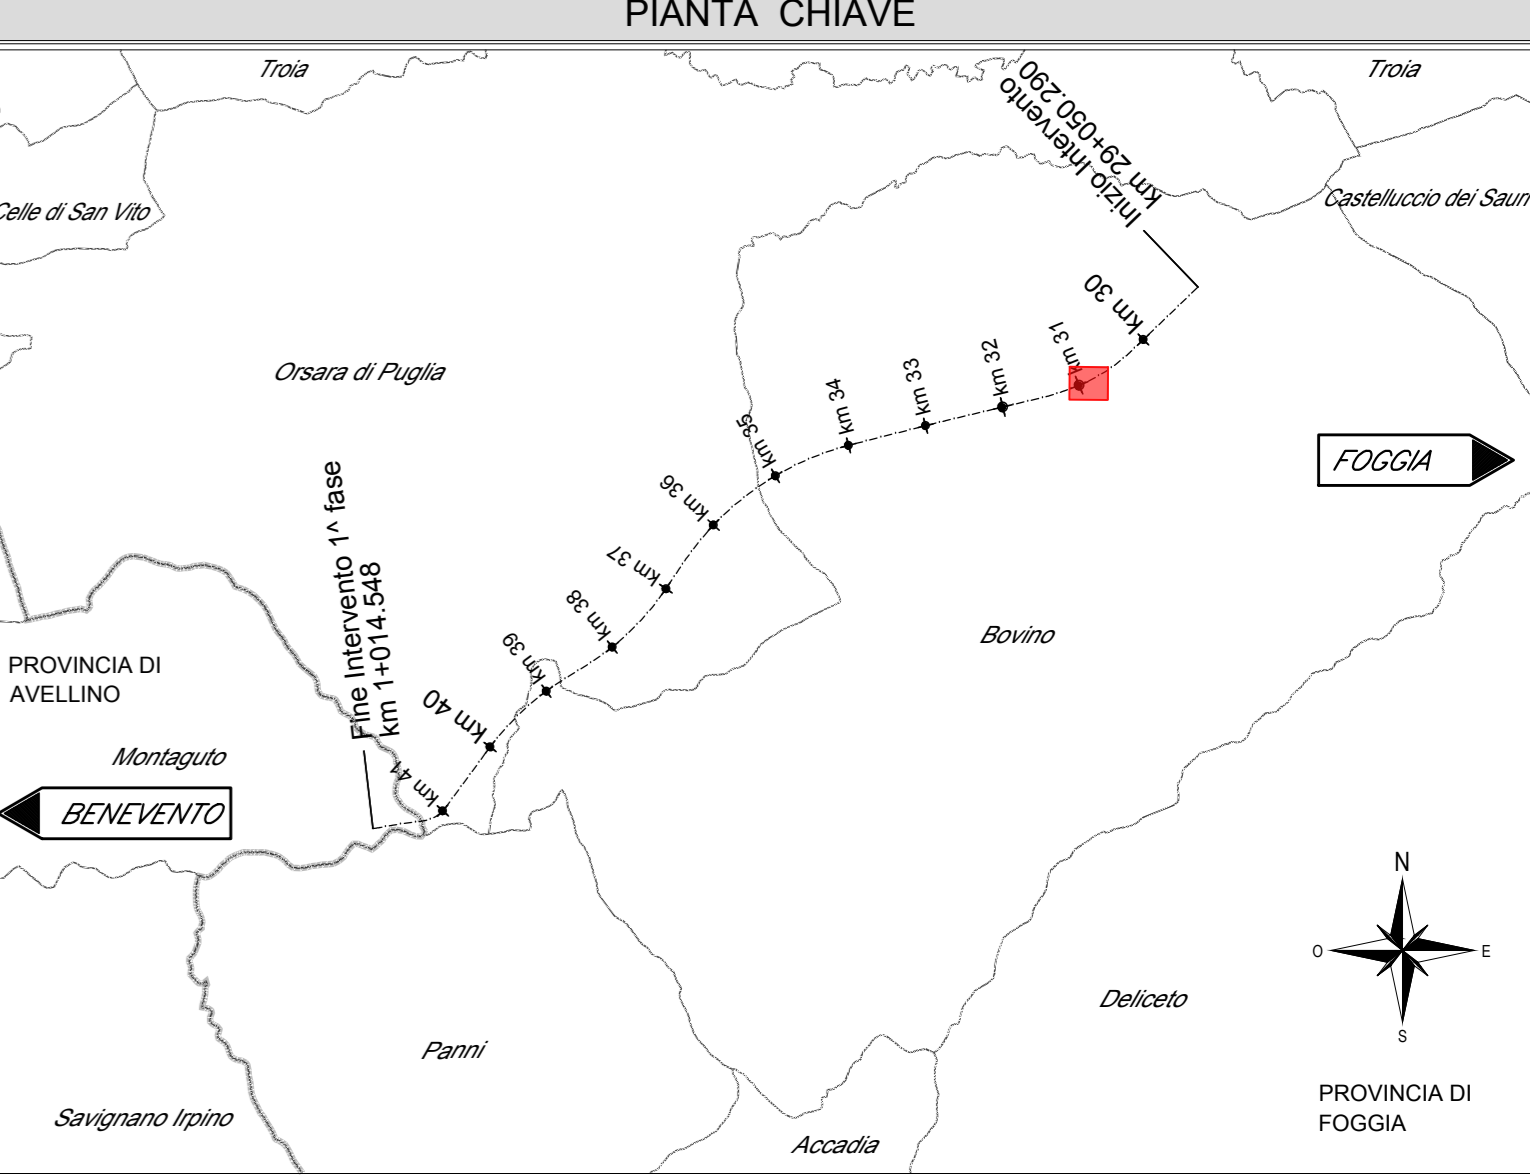 PIANTA CHIAVE
Troia
Troia
Inizio Intervento
km 29+050.290
Celle di San Vito
Castelluccio dei Saur
km 30
km 31
km 32
km 33
km 34
km 35
km 36
km 37
km 38
km 39
km 40
km 41
Orsara di Puglia
FOGGIA
Fine Intervento 1^ fase
km 1+014.548
Bovino
PROVINCIA DI
AVELLINO
Montaguto
BENEVENTO
N
O
E
S
Deliceto
Panni
PROVINCIA DI
FOGGIA
Savignano Irpino
Accadia